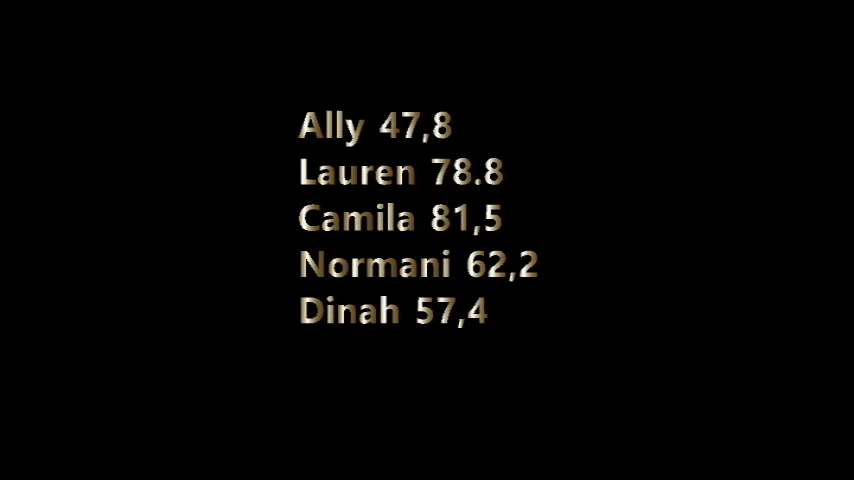 Ally 47,8
Lauren 78.8
Camila 81,5
Normani 62,2
Dinah 57,4